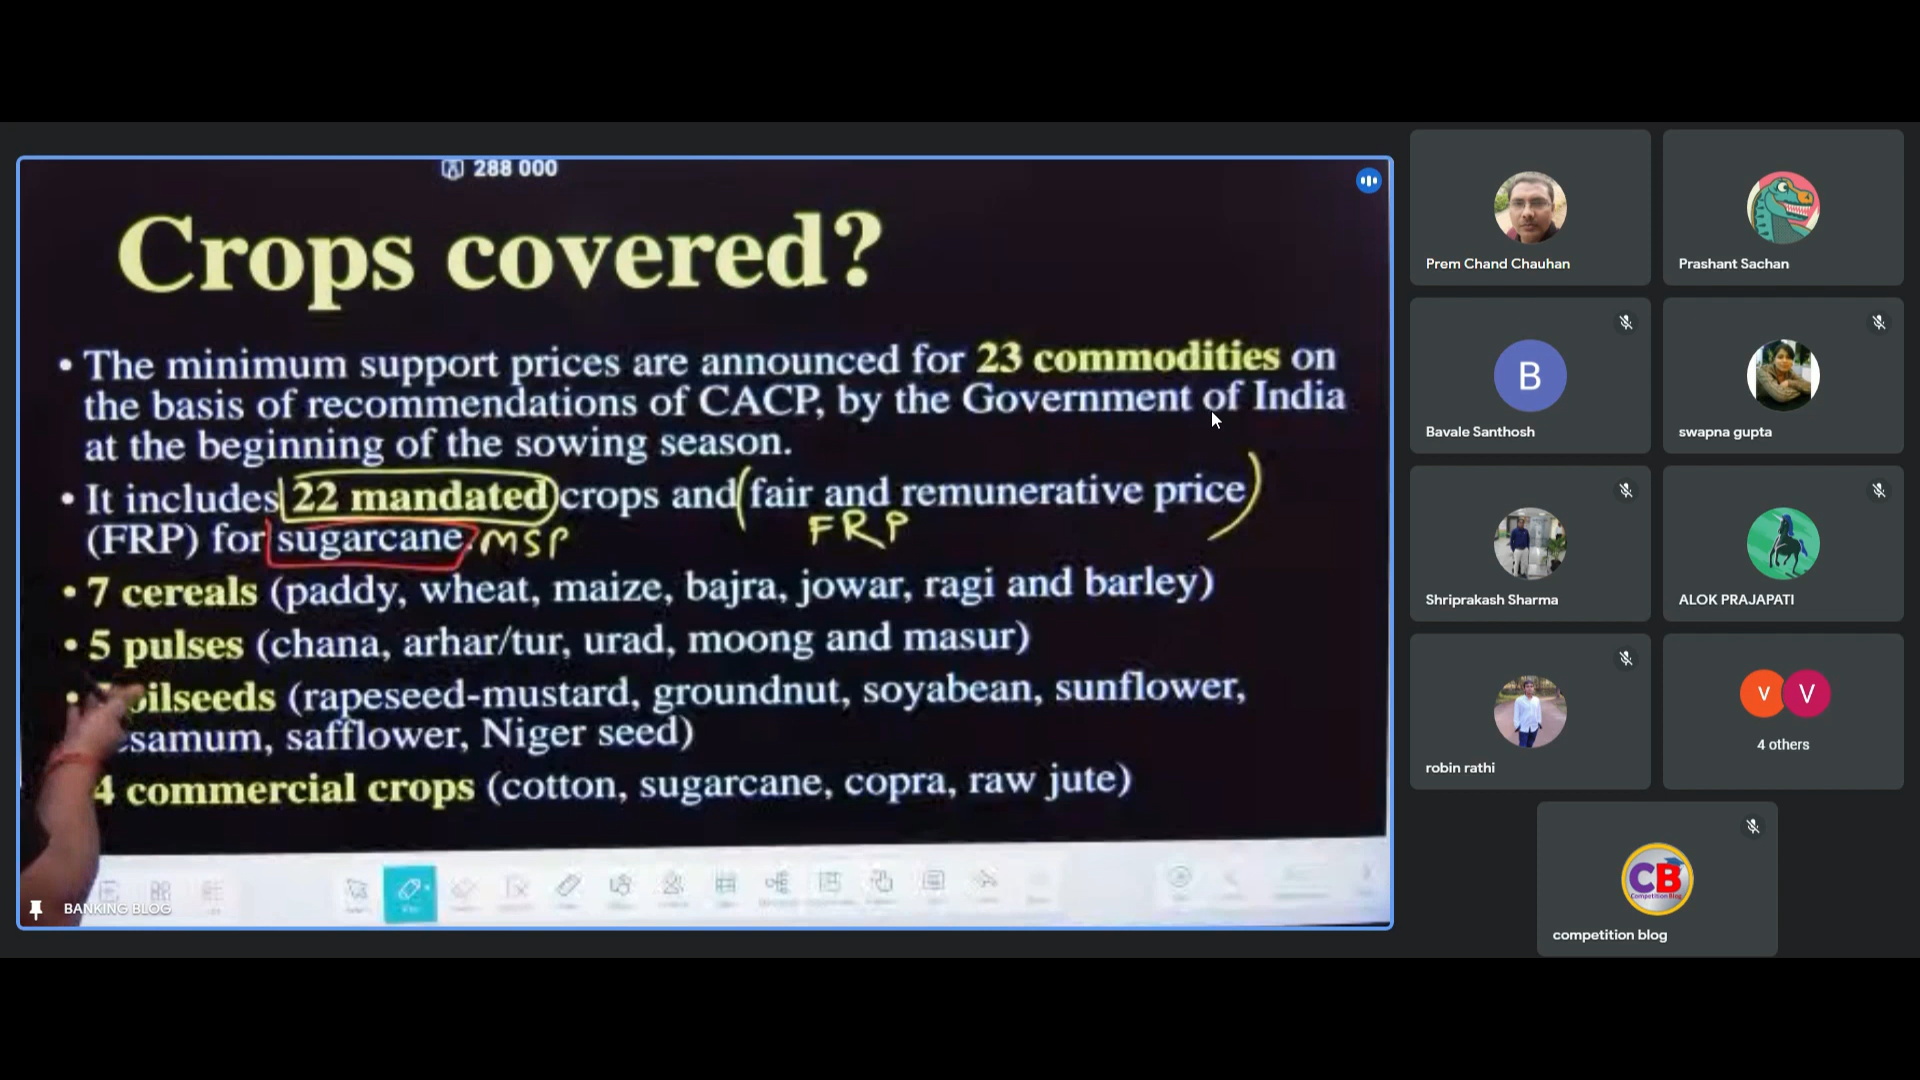 288 000
Crops covered?
• The minimum support prices are announced for 23 commodities on
the basis of recommendations of CACP, by the Government of India
at the beginning of the sowing season.
• It includes 22 mandated crops and (fair and remunerative price)
FRP
(FRP) for sugarcane. MSP
• 7 cereals (paddy, wheat, maize, bajra, jowar, ragi and barley)
• 5 pulses (chana, arhar/tur, urad, moong and masur)
• oilseeds (rapeseed-mustard, groundnut, soyabean, sunflower,
safflower, Niger seed)
4 commercial crops (cotton, sugarcane, copra, raw jute)
BANKING BLOG
Prem Chand Chauhan
Prashant Sachan
B
Bavale Santhosh
swapna gupta
Shriprakash Sharma
ALOK PRAJAPATI
robin rathi
V V
4 others
CB
Competition Blog
competition blog